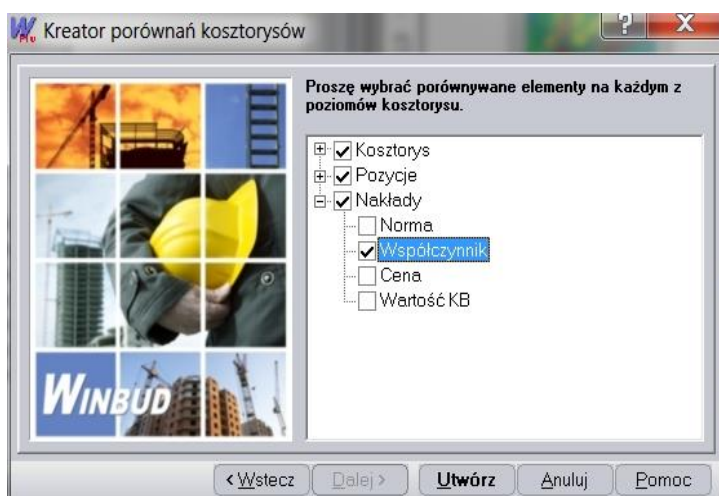 Kreator porównań kosztorysów
?
X
Proszę wybrać porównywane elementy na każdym z
poziomów kosztorysu.
Kosztorys
Pozycje
Nakłady
Norma
Współczynnik
Cena
Wartość KB
WINBUD
< Wstecz
Dalej >
Utwórz
Anuluj
Pomoc